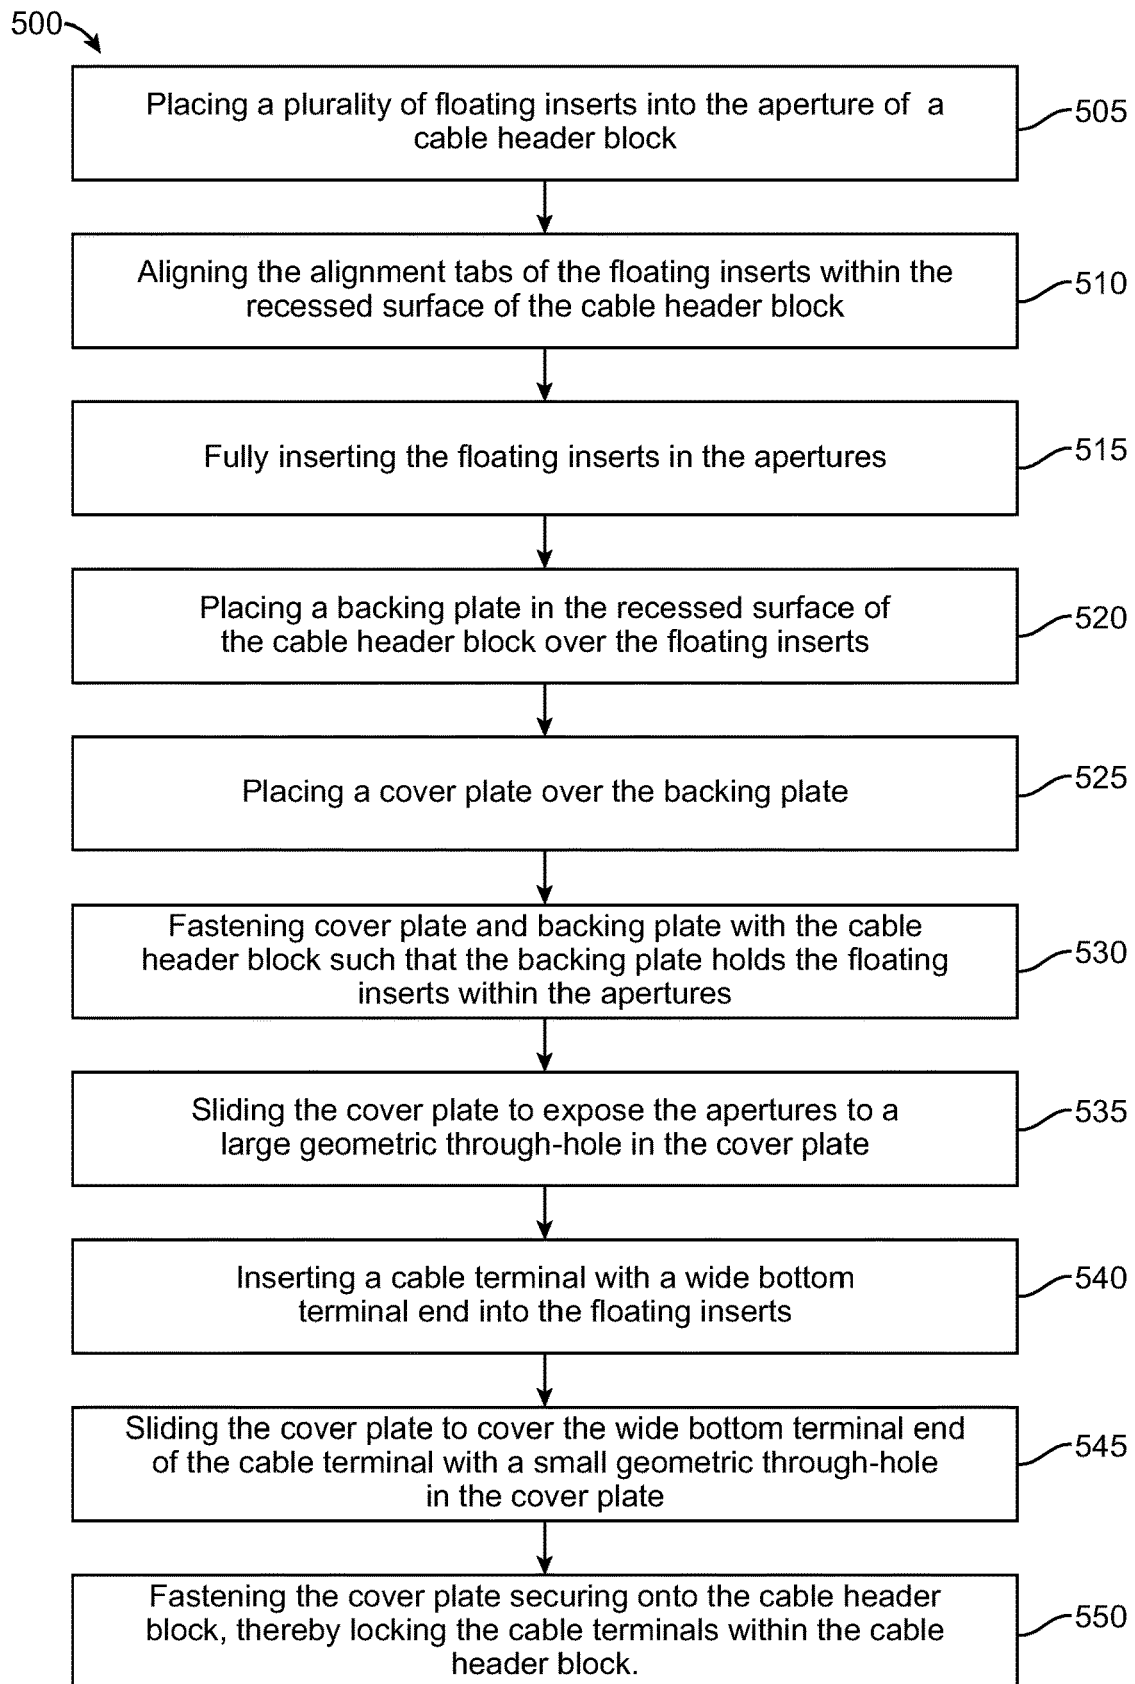 500
Placing a plurality of floating inserts into the aperture of a
cable header block
505
Aligning the alignment tabs of the floating inserts within the
recessed surface of the cable header block
510
Fully inserting the floating inserts in the apertures
515
Placing a backing plate in the recessed surface of
the cable header block over the floating inserts
520
Placing a cover plate over the backing plate
525
Fastening cover plate and backing plate with the cable
header block such that the backing plate holds the floating
inserts within the apertures
530
Sliding the cover plate to expose the apertures to a
large geometric through-hole in the cover plate
535
Inserting a cable terminal with a wide bottom
terminal end into the floating inserts
540
Sliding the cover plate to cover the wide bottom terminal end
of the cable terminal with a small geometric through-hole
in the cover plate
545
Fastening the cover plate securing onto the cable header
block, thereby locking the cable terminals within the cable
header block.
550